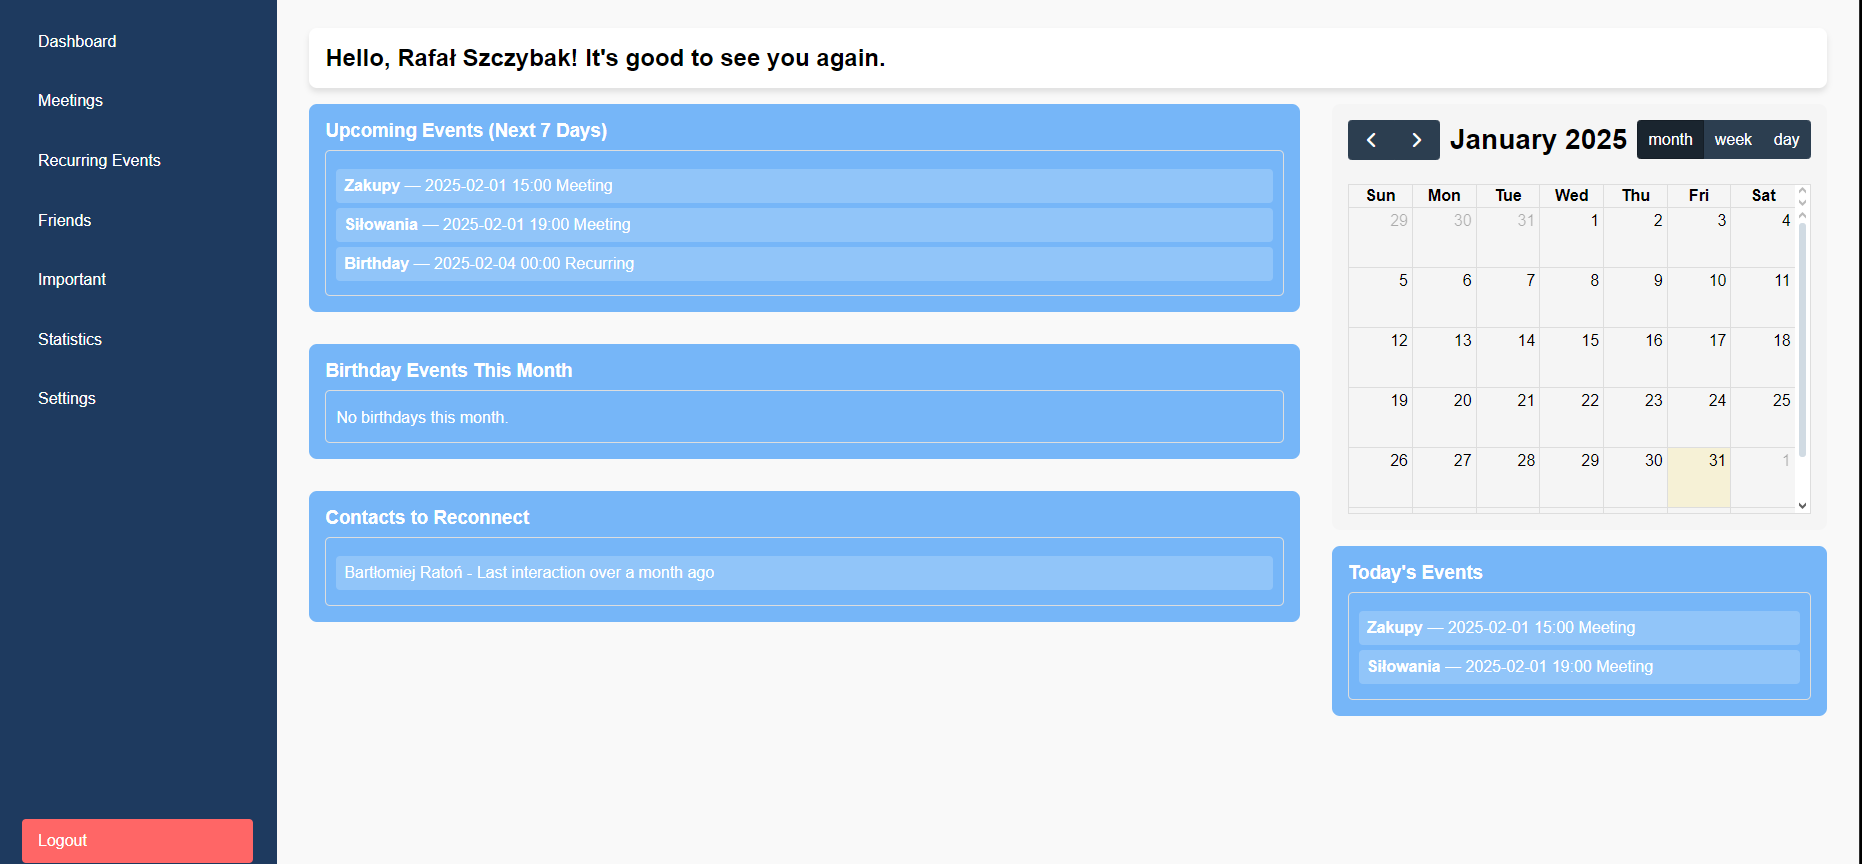 Dashboard
Meetings
Recurring Events
Friends
Important
Statistics
Settings
Logout
Hello, Rafał Szczybak! It's good to see you again.
Upcoming Events (Next 7 Days)
Zakupy — 2025-02-01 15:00 Meeting
Siłowania — 2025-02-01 19:00 Meeting
Birthday — 2025-02-04 00:00 Recurring
Birthday Events This Month
No birthdays this month.
Contacts to Reconnect
Bartłomiej Ratoń - Last interaction over a month ago
January 2025 month week day
Sun Mon Tue Wed Thu Fri Sat
29 30 31 1 2 3 4
5 6 7 8 9 10 11
12 13 14 15 16 17 18
19 20 21 22 23 24 25
26 27 28 29 30 31 1
Today's Events
Zakupy — 2025-02-01 15:00 Meeting
Siłowania — 2025-02-01 19:00 Meeting